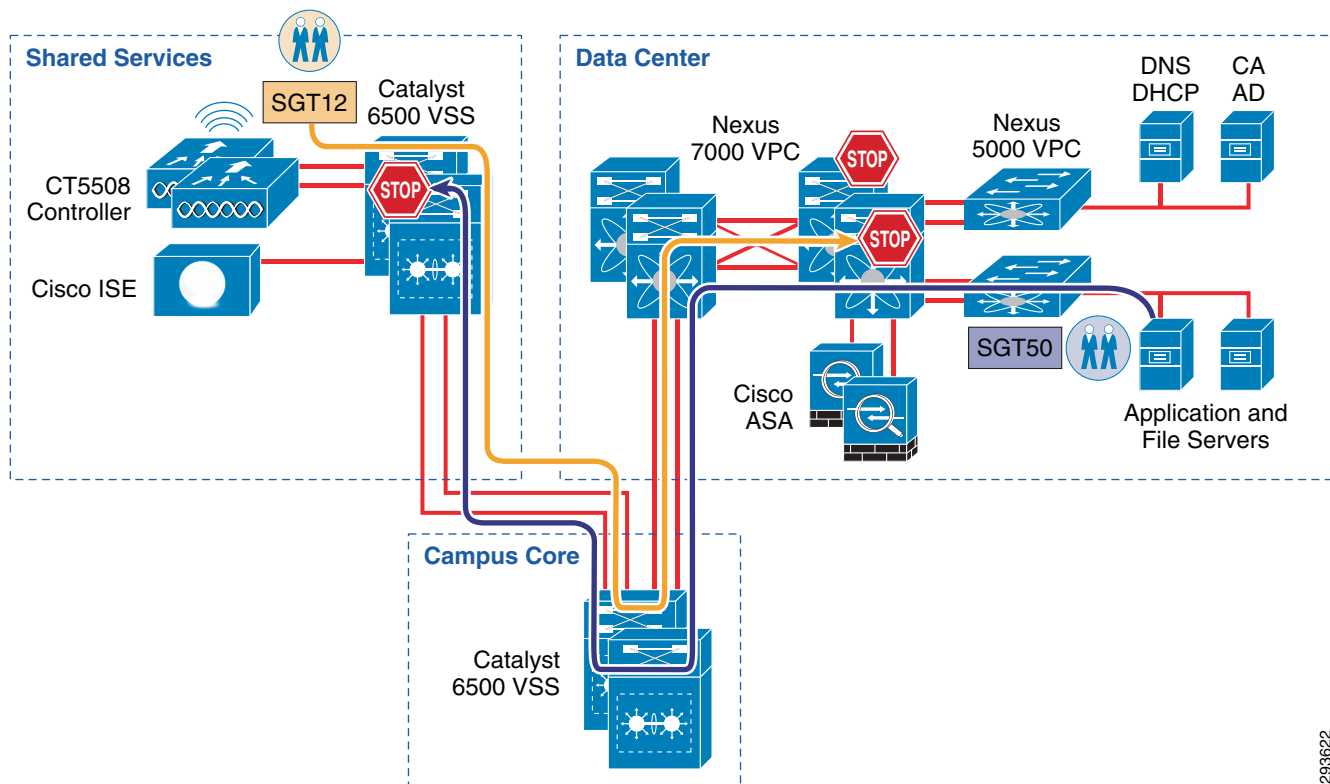 Shared Services
SGT12
Catalyst
6500 VSS
CT5508
Controller
STOP
Cisco ISE
Data Center
Nexus
7000 VPC
STOP
STOP
Nexus
5000 VPC
DNS
DHCP
CA
AD
SGT50
Cisco
ASA
Application and
File Servers
Campus Core
Catalyst
6500 VSS
293622